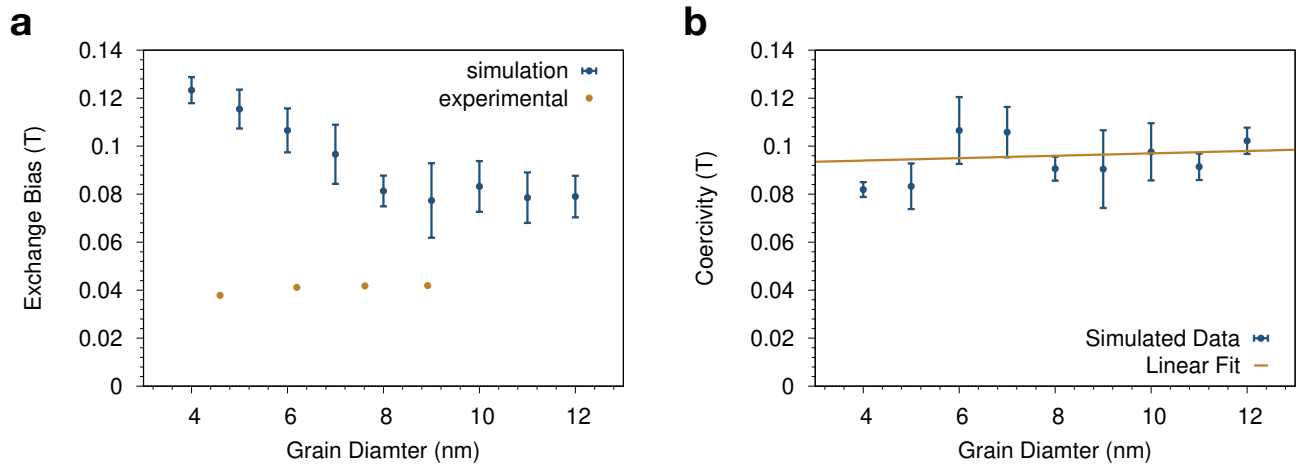 a
0.14
0.12
0.1
0.08
0.06
0.04
0.02
0
Exchange Bias (T)
simulation
experimental
4 6 8 10 12
Grain Diamter (nm)
b
0.14
0.12
0.1
0.08
0.06
0.04
0.02
0
Coercivity (T)
Simulated Data
Linear Fit
4 6 8 10 12
Grain Diamter (nm)